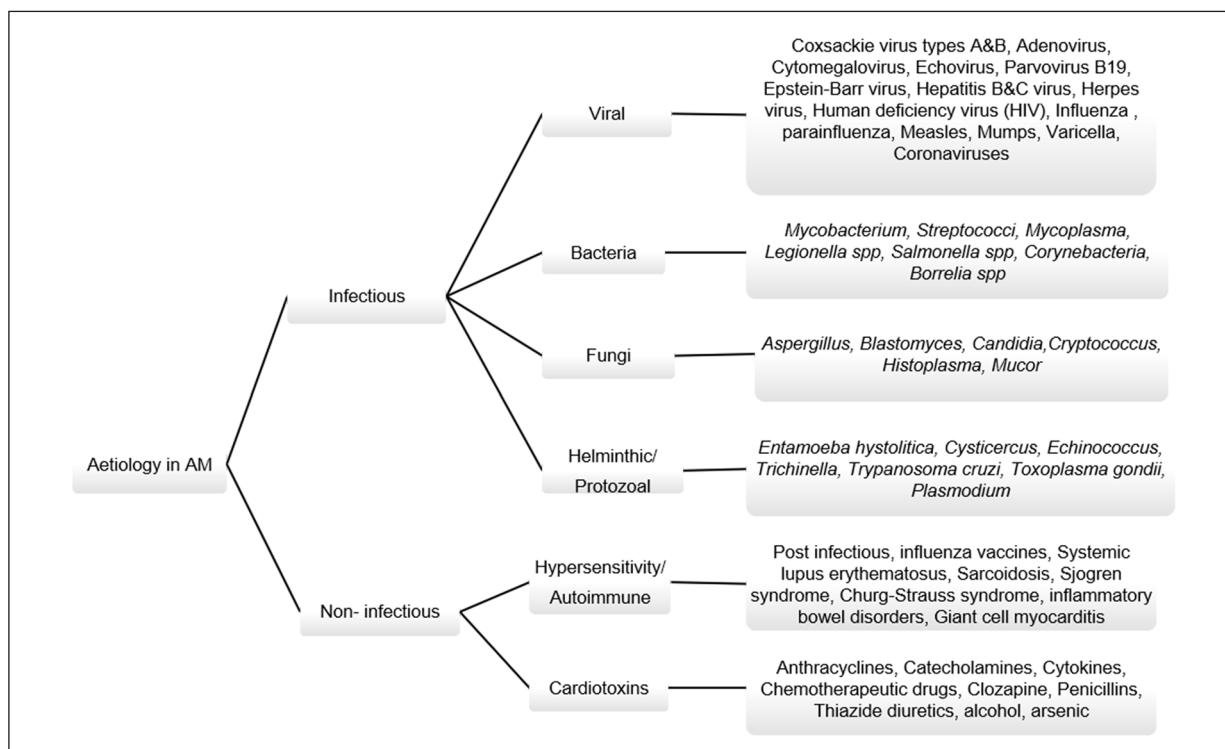 Coxsackie virus types A&B, Adenovirus,
Cytomegalovirus, Echovirus, Parvovirus B19,
Epstein-Barr virus, Hepatitis B&C virus, Herpes
virus, Human deficiency virus (HIV), Influenza ,
parainfluenza, Measles, Mumps, Varicella,
Coronaviruses
Viral
Mycobacterium, Streptococci, Mycoplasma,
Legionella spp, Salmonella spp, Corynebacteria,
Borrelia spp
Bacteria
Infectious
Aspergillus, Blastomyces, Candidia,Cryptococcus,
Histoplasma, Mucor
Fungi
Aetiology in AM
Entamoeba hystolitica, Cysticercus, Echinococcus,
Trichinella, Trypanosoma cruzi, Toxoplasma gondii,
Plasmodium
Helminthic/
Protozoal
Post infectious, influenza vaccines, Systemic
lupus erythematosus, Sarcoidosis, Sjogren
syndrome, Churg-Strauss syndrome, inflammatory
bowel disorders, Giant cell myocarditis
Hypersensitivity/
Autoimmune
Non- infectious
Anthracyclines, Catecholamines, Cytokines,
Chemotherapeutic drugs, Clozapine, Penicillins,
Thiazide diuretics, alcohol, arsenic
Cardiotoxins